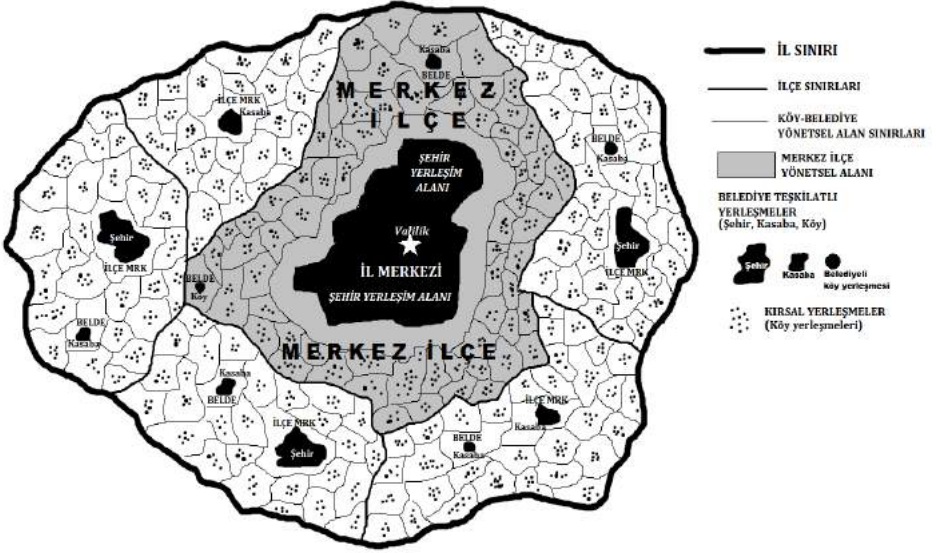 Kasaba
BELDE
MERKEZ
İLÇE
İLÇE MRK
Kasaba
BELDE
Kasaba
ŞEHİR
YERLEŞİM
ALANI
Valilik
İL MERKEZİ
ŞEHİR YERLEŞİM ALANI
Şehir
İLÇE MRK
Şehir
İLÇE MRK
BELDE
Köy
BELDE
Kasaba
MERKEZ İLÇE
Kasaba
BELDE
İLÇE MRK
Şehir
İLÇE MRK
Kasaba
BELDE
Kasaba
İL SINIRI
İLÇE SINIRLARI
KÖY-BELEDİYE
YÖNETSEL ALAN SINIRLARI
MERKEZ İLÇE
YÖNETSEL ALANI
BELEDİYE TEŞKİLATLI
YERLEŞMELER
(Şehir, Kasaba, Köy)
Şehir
Kasaba
Belediyeli
köy yerleşmesi
KIRSAL YERLEŞMELER
(Köy yerleşmeleri)